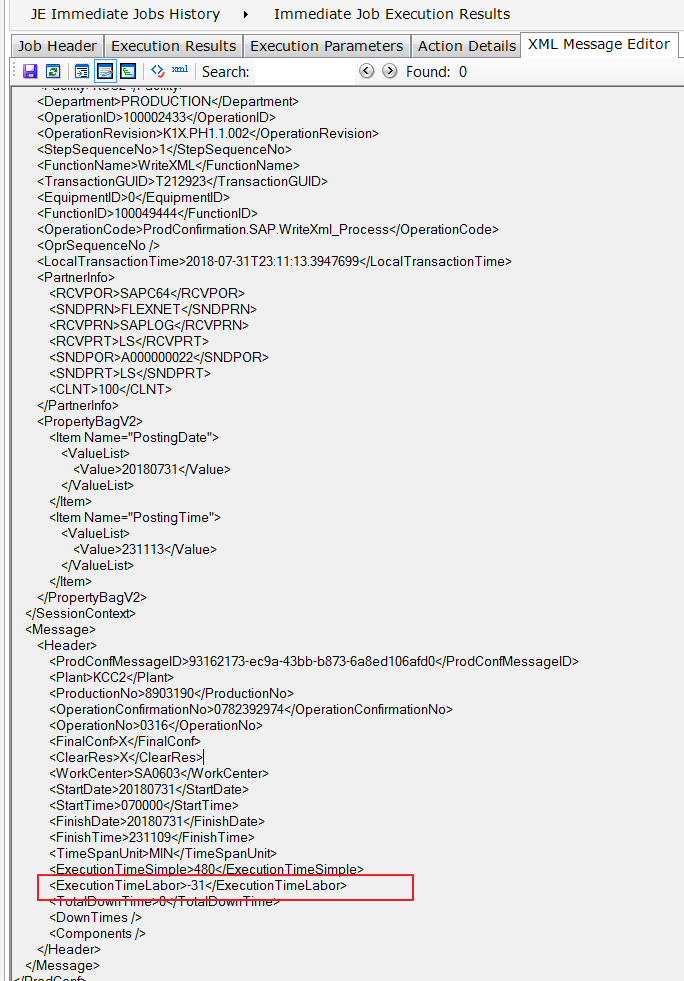 JE Immediate Jobs History ▸ Immediate Job Execution Results
Job Header Execution Results Execution Parameters Action Details XML Message Editor
xml Search: Found: 0
<Facility>KCC2</Facility>
<Department>PRODUCTION</Department>
<OperationID>100002433</OperationID>
<OperationRevision>K1X.PH1.1.002</OperationRevision>
<StepSequenceNo>1</StepSequenceNo>
<FunctionName>WriteXML</FunctionName>
<TransactionGUID>T212923</TransactionGUID>
<EquipmentID>0</EquipmentID>
<FunctionID>100049444</FunctionID>
<OperationCode>ProdConfirmation.SAP.WriteXml_Process</OperationCode>
<OprSequenceNo />
<LocalTransactionTime>2018-07-31T23:11:13.3947699</LocalTransactionTime>
<PartnerInfo>
<RCVPOR>SAPC64</RCVPOR>
<SNDPRN>FLEXNET</SNDPRN>
<RCVPRN>SAPLOG</RCVPRN>
<RCVPRT>LS</RCVPRT>
<SNDPOR>A000000022</SNDPOR>
<SNDPRT>LS</SNDPRT>
<CLNT>100</CLNT>
</PartnerInfo>
<PropertyBagV2>
<Item Name="PostingDate">
<ValueList>
<Value>20180731</Value>
</ValueList>
</Item>
<Item Name="PostingTime">
<ValueList>
<Value>231113</Value>
</ValueList>
</Item>
</PropertyBagV2>
</SessionContext>
<Message>
<Header>
<ProdConfMessageID>93162173-ec9a-43bb-b873-6a8ed106afd0</ProdConfMessageID>
<Plant>KCC2</Plant>
<ProductionNo>8903190</ProductionNo>
<OperationConfirmationNo>0782392974</OperationConfirmationNo>
<OperationNo>0316</OperationNo>
<FinalConf>X</FinalConf>
<ClearRes>X</ClearRes>
<WorkCenter>SA0603</WorkCenter>
<StartDate>20180731</StartDate>
<StartTime>070000</StartTime>
<FinishDate>20180731</FinishDate>
<FinishTime>231109</FinishTime>
<TimeSpanUnit>MIN</TimeSpanUnit>
<ExecutionTimeSimple>480</ExecutionTimeSimple>
<ExecutionTimeLabor>-31</ExecutionTimeLabor>
<TotalDownTime>0</TotalDownTime>
<DownTimes />
<Components />
</Header>
</Message>
</ProdConf>